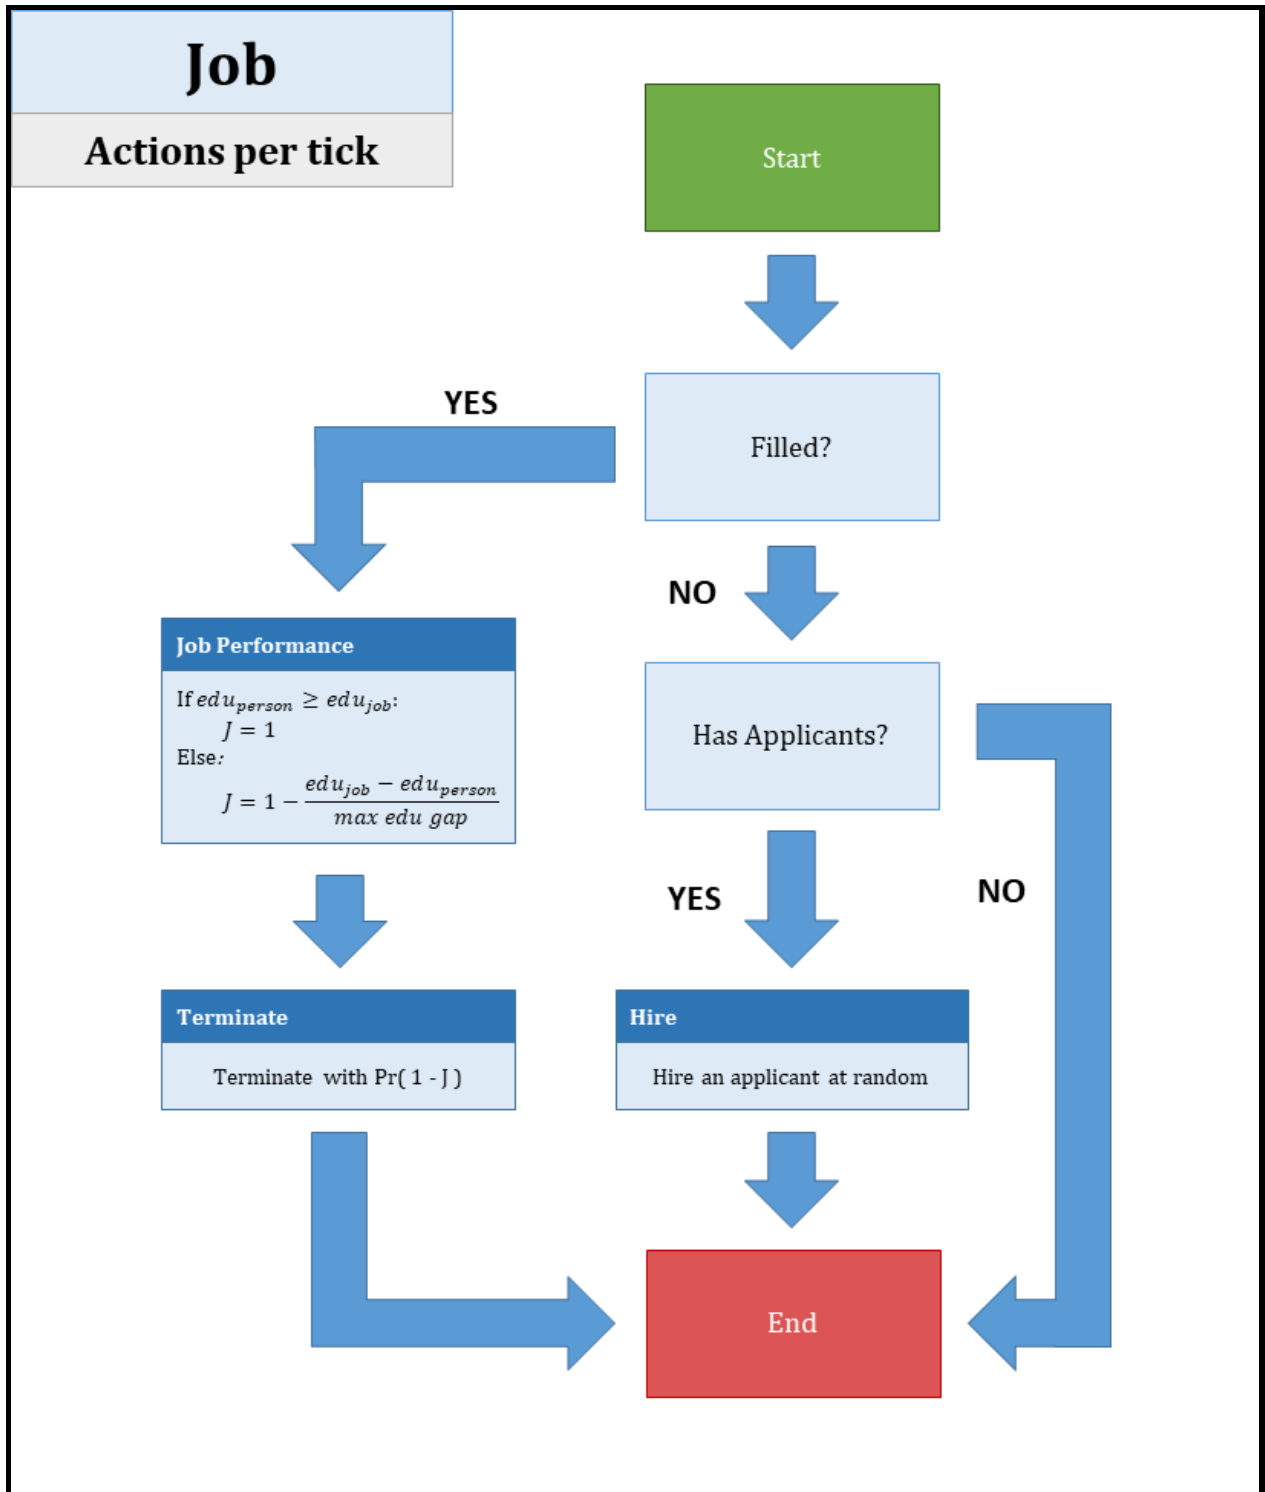 Job
Actions per tick
Start
YES
Filled?
NO
Job Performance
If edu_person ≥ edu_job:
J = 1
Else:
J = 1 − (edu_job − edu_person) / (max edu gap)
Has Applicants?
YES
NO
Terminate
Terminate with Pr( 1 - J )
Hire
Hire an applicant at random
End